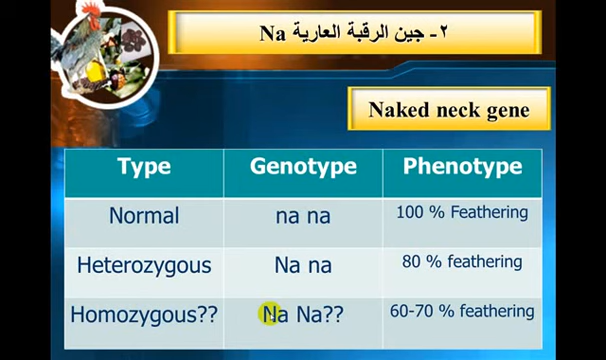 ٢- جين الرقبة العارية Na
Naked neck gene
Type Genotype Phenotype
Normal na na 100 % Feathering
Heterozygous Na na 80 % feathering
Homozygous?? Na Na?? 60-70 % feathering